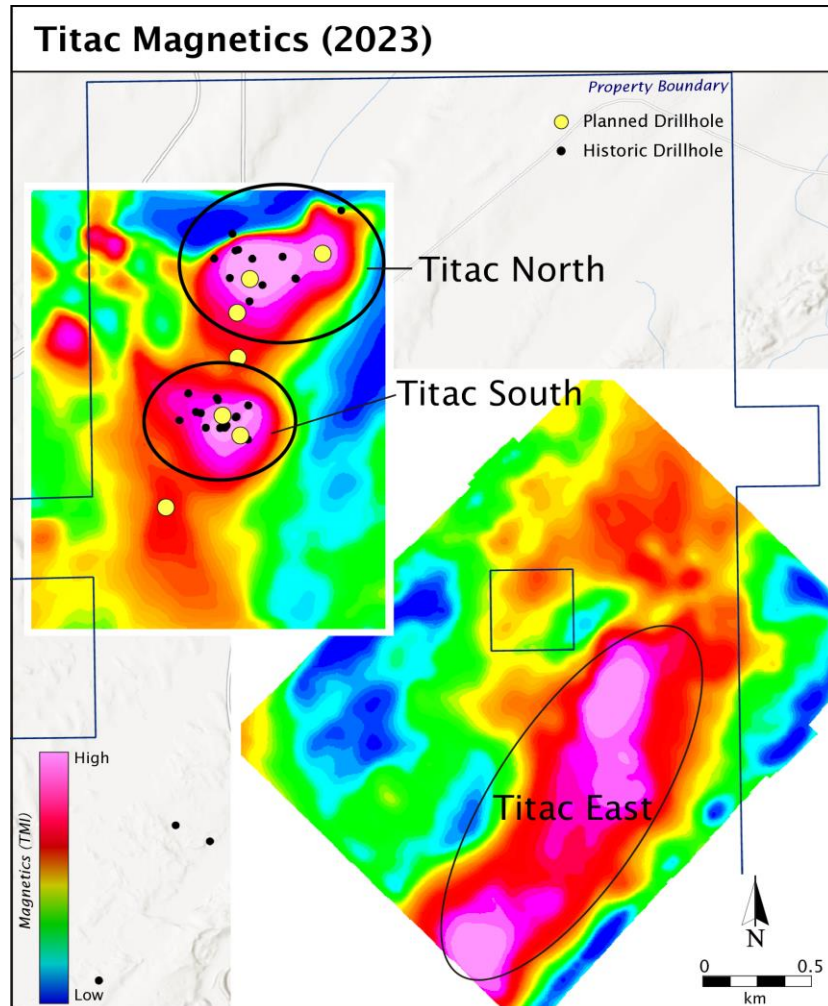 Titac Magnetics (2023)
Property Boundary
Planned Drillhole
Historic Drillhole
Titac North
Titac South
Titac East
High
Magnetics (TMI)
Low
N
0 0.5
km